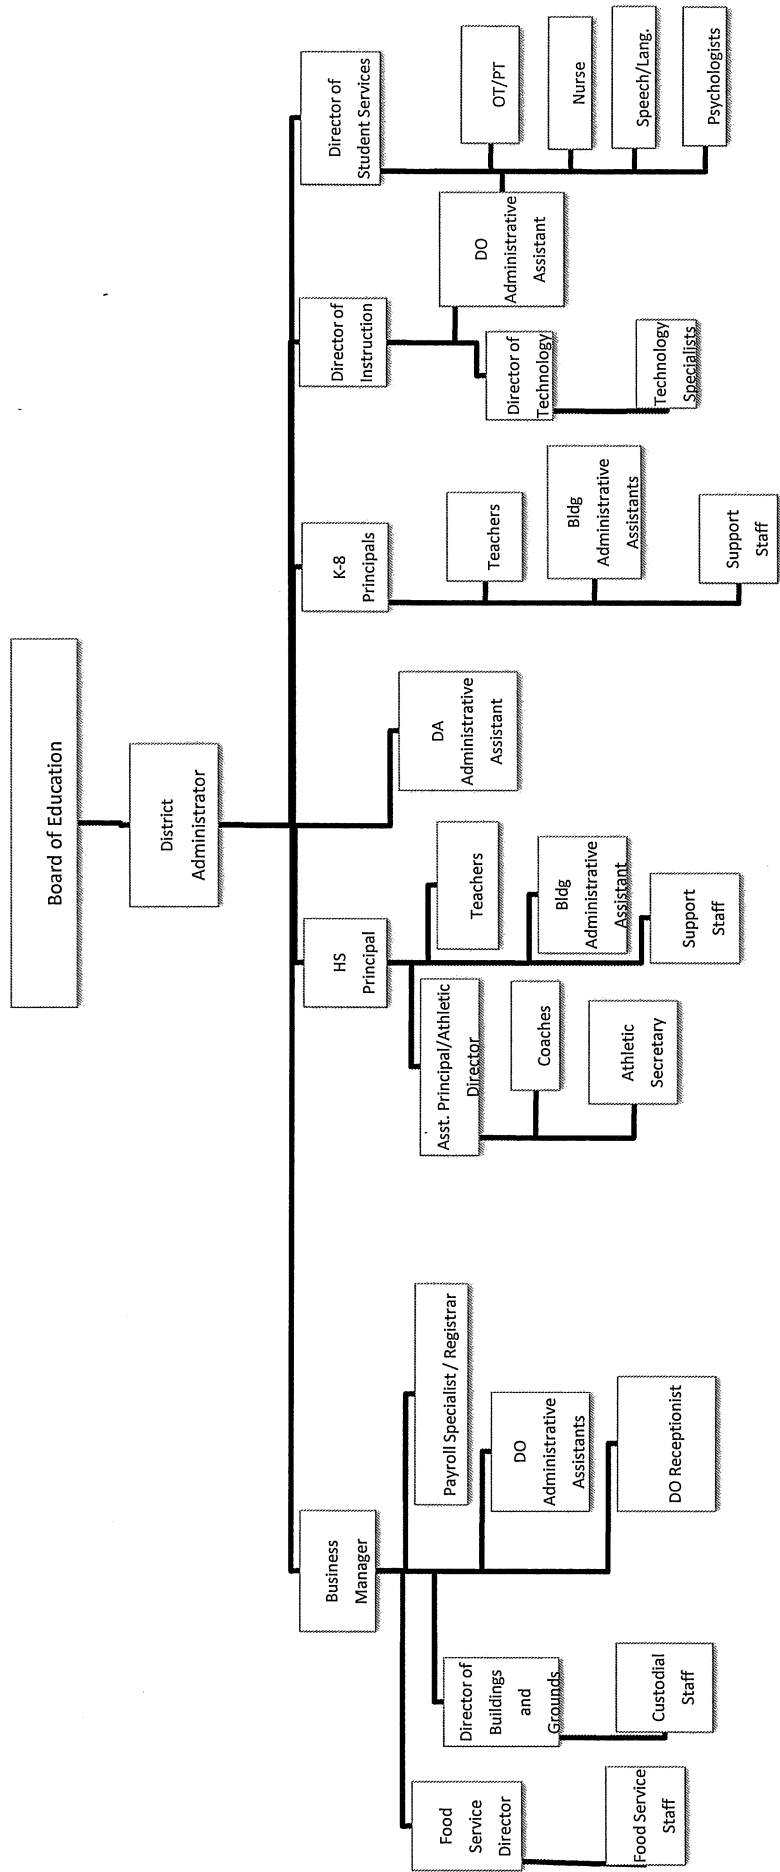 Board of Education
District
Administrator
Business
Manager
HS
Principal
DA
Administrative
Assistant
K-8
Principals
Director of
Instruction
Director of
Student Services
Food
Service
Director
Food Service
Staff
Director of
Buildings
and
Grounds
Custodial
Staff
Payroll Specialist / Registrar
DO
Administrative
Assistants
DO Receptionist
Asst. Principal/Athletic
Director
Coaches
Athletic
Secretary
Teachers
Bldg
Administrative
Assistant
Support
Staff
Teachers
Bldg
Administrative
Assistants
Support
Staff
Director of
Technology
Technology
Specialists
DO
Administrative
Assistant
OT/PT
Nurse
Speech/Lang.
Psychologists